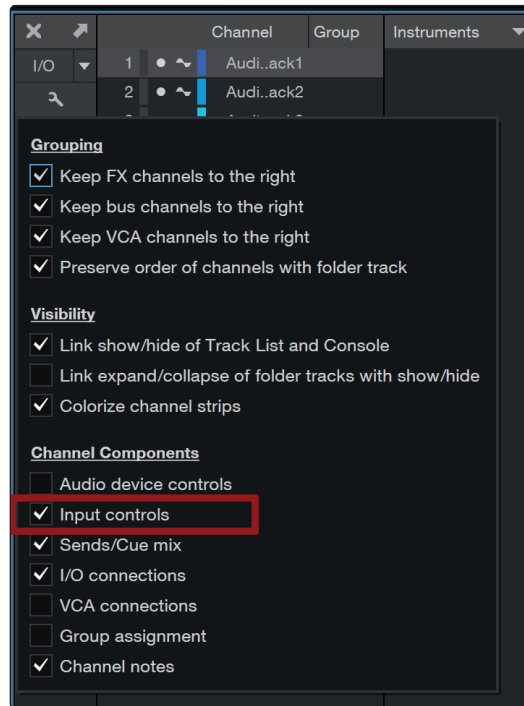 Channel Group Instruments
I/O 1 Audi..ack1
2 Audi..ack2
Grouping
Keep FX channels to the right
Keep bus channels to the right
Keep VCA channels to the right
Preserve order of channels with folder track
Visibility
Link show/hide of Track List and Console
Link expand/collapse of folder tracks with show/hide
Colorize channel strips
Channel Components
Audio device controls
Input controls
Sends/Cue mix
I/O connections
VCA connections
Group assignment
Channel notes